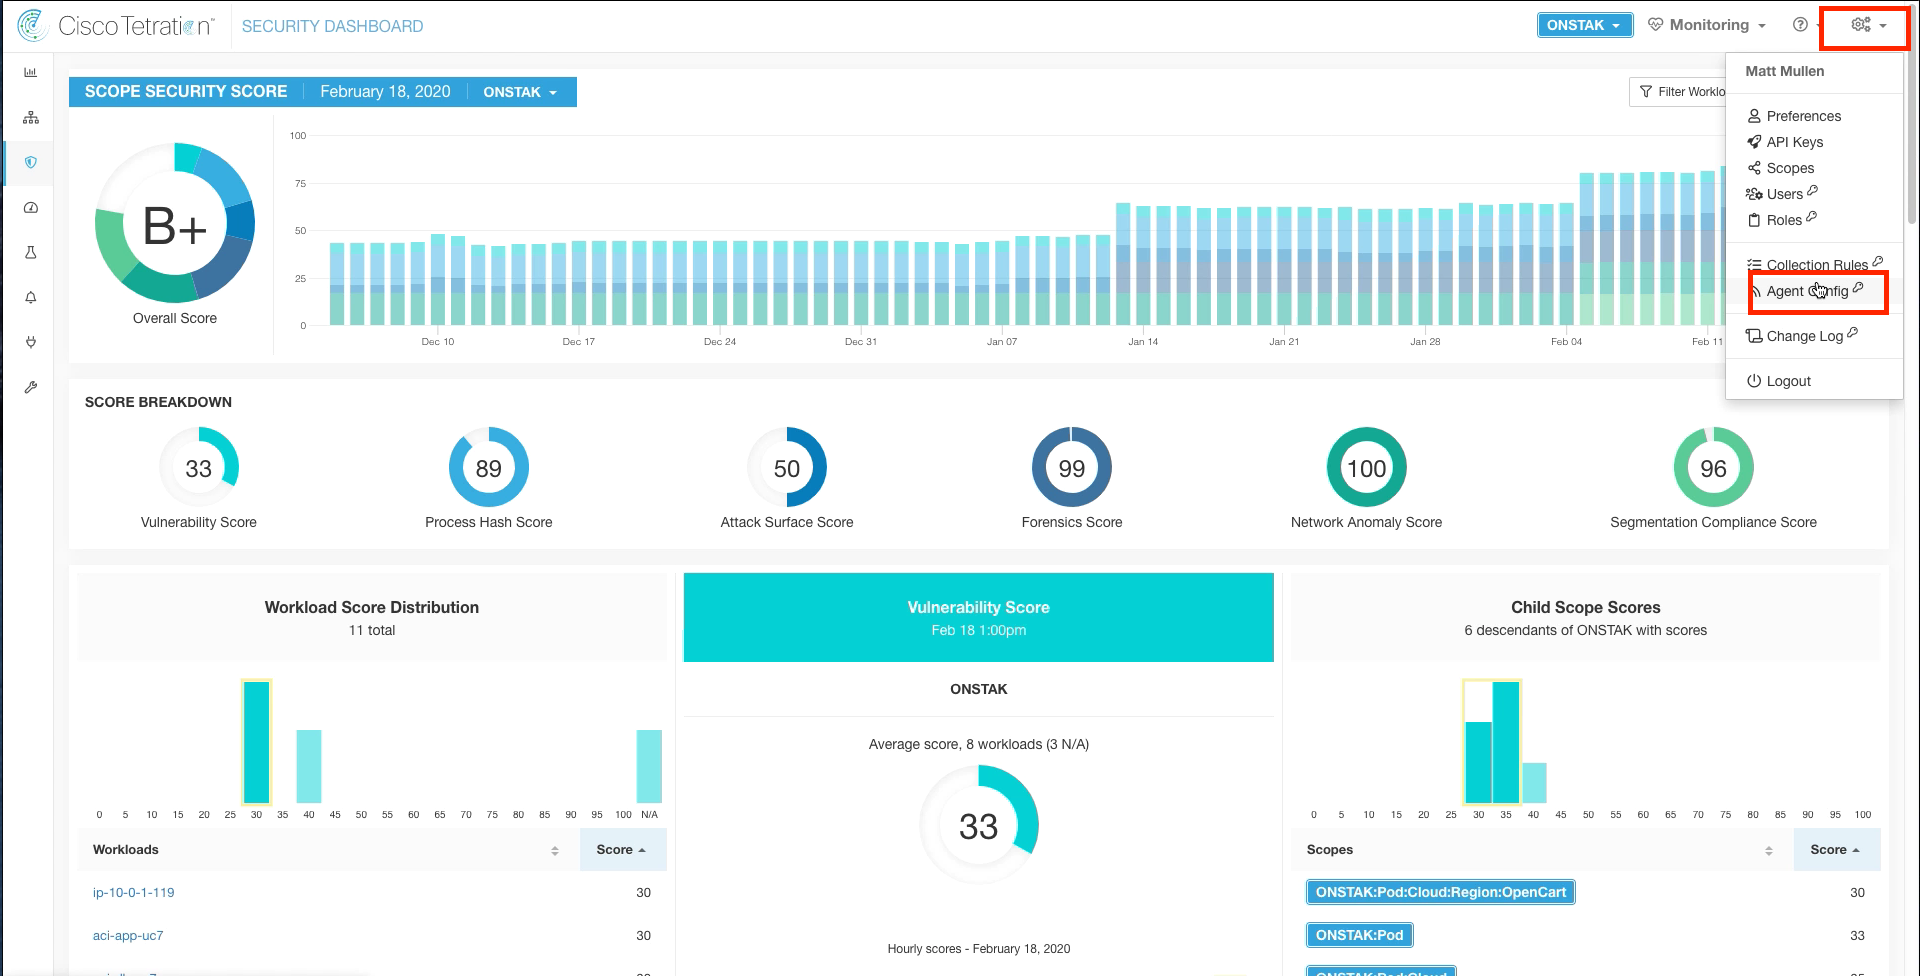 Cisco Tetration™ SECURITY DASHBOARD ONSTAK Monitoring ?
Matt Mullen
Preferences
API Keys
Scopes
Users
Roles
Collection Rules
Agent Config
Change Log
Logout
SCOPE SECURITY SCORE February 18, 2020 ONSTAK
Filter Worklo
B+
Overall Score
100
75
50
25
0
Dec 10 Dec 17 Dec 24 Dec 31 Jan 07 Jan 14 Jan 21 Jan 28 Feb 04 Feb 11
SCORE BREAKDOWN
33 89 50 99 100 96
Vulnerability Score Process Hash Score Attack Surface Score Forensics Score Network Anomaly Score Segmentation Compliance Score
Workload Score Distribution
11 total
0 5 10 15 20 25 30 35 40 45 50 55 60 65 70 75 80 85 90 95 100 N/A
Workloads Score
ip-10-0-1-119 30
aci-app-uc7 30
Vulnerability Score
Feb 18 1:00pm
ONSTAK
Average score, 8 workloads (3 N/A)
33
Hourly scores - February 18, 2020
Child Scope Scores
6 descendants of ONSTAK with scores
0 5 10 15 20 25 30 35 40 45 50 55 60 65 70 75 80 85 90 95 100
Scopes Score
ONSTAK:Pod:Cloud:Region:OpenCart 30
ONSTAK:Pod 33
ONSTAK:Pod:Cloud